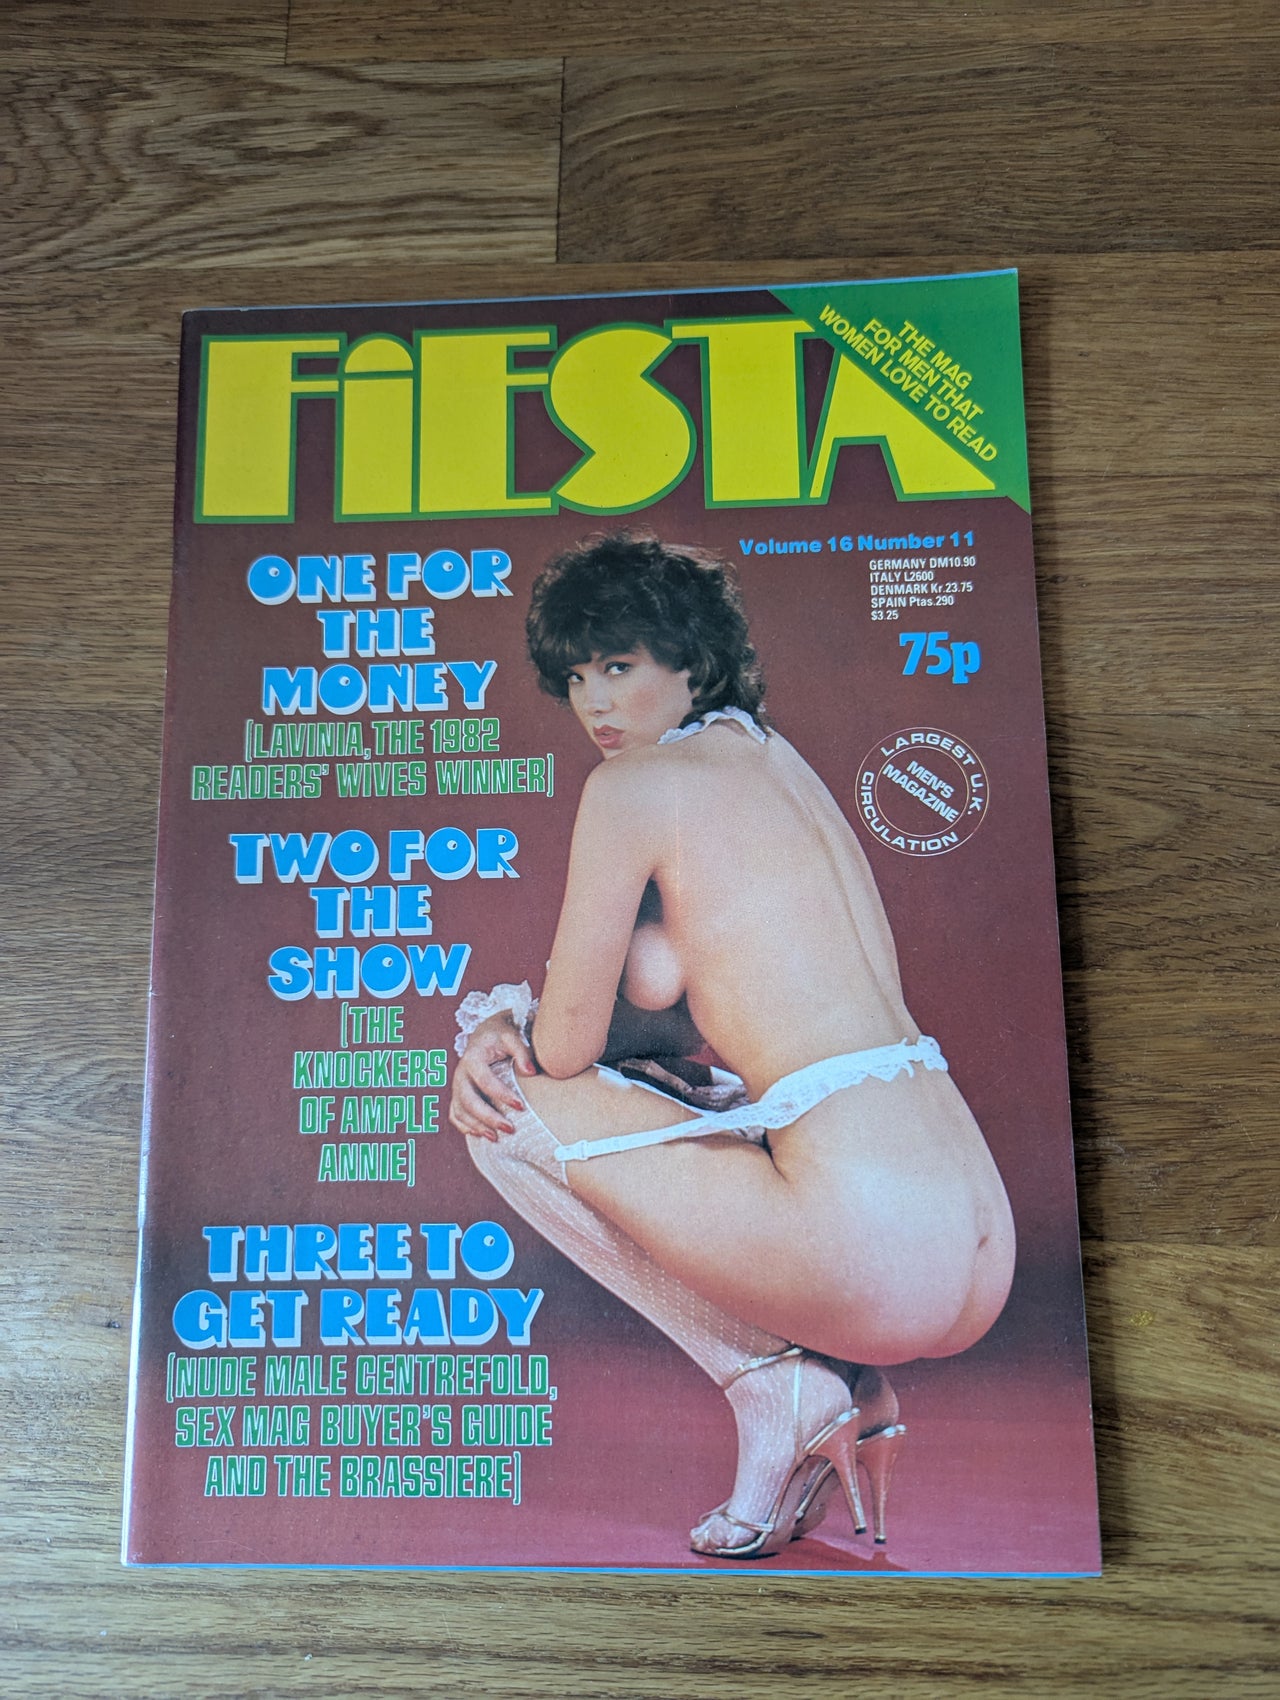 FiESTA
THE MAG
FOR MEN THAT
WOMEN LOVE TO READ
Volume 16 Number 11
GERMANY DM10.90
ITALY L2600
DENMARK Kr.23.75
SPAIN Ptas.290
$3.25
75p
LARGEST U.K.
MEN'S
MAGAZINE
CIRCULATION
ONE FOR
THE
MONEY
(LAVINIA, THE 1982
READERS' WIVES WINNER)
TWO FOR
THE
SHOW
(THE
KNOCKERS
OF AMPLE
ANNIE)
THREE TO
GET READY
(NUDE MALE CENTREFOLD,
SEX MAG BUYER'S GUIDE
AND THE BRASSIERE)